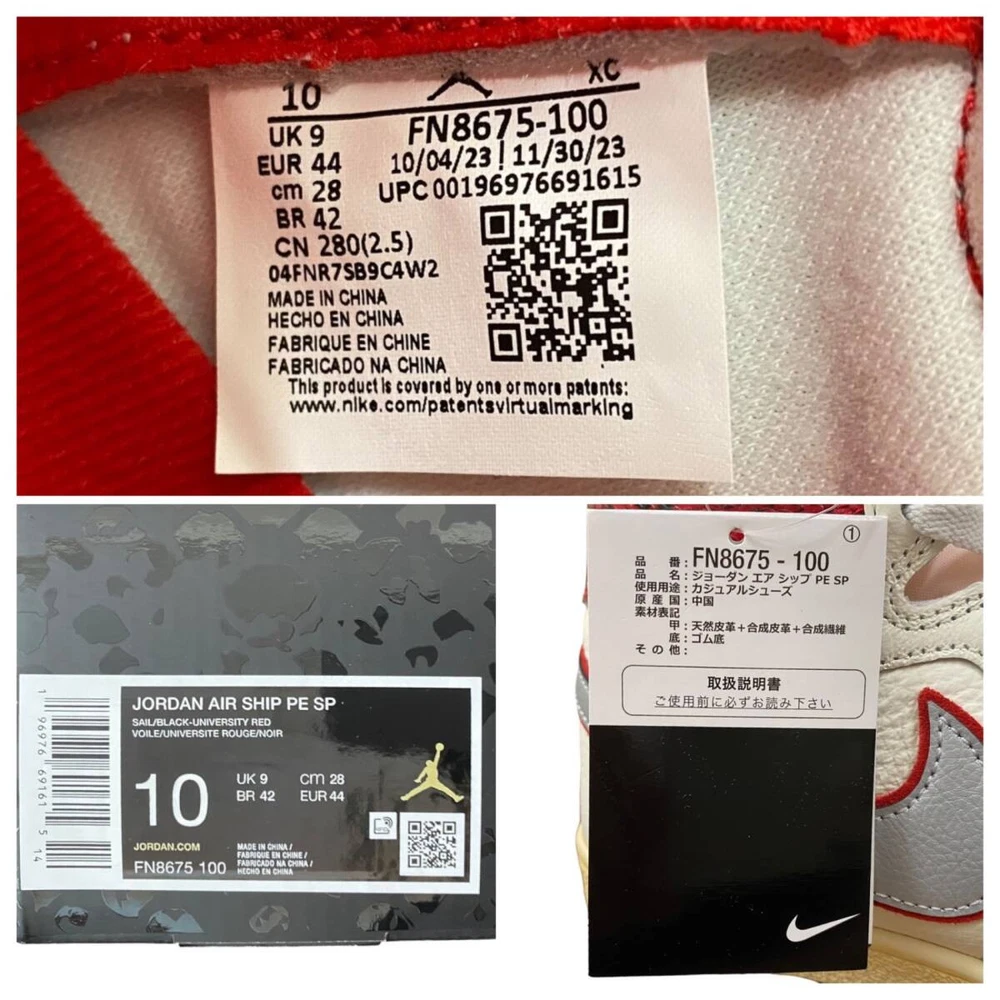 10
XC
UK 9
FN8675-100
EUR 44
10/04/23 | 11/30/23
cm 28
UPC 00196976691615
BR 42
CN 280(2.5)
04FNR7SB9C4W2
MADE IN CHINA
HECHO EN CHINA
FABRIQUE EN CHINE
FABRICADO NA CHINA
This product is covered by one or more patents:
www.nike.com/patentsvirtualmarking
1 96976 69161 5 14
JORDAN AIR SHIP PE SP
SAIL/BLACK-UNIVERSITY RED
VOILE/UNIVERSITE ROUGE/NOIR
10
UK 9 cm 28
BR 42 EUR 44
JORDAN.COM
FN8675 100
MADE IN CHINA /
FABRIQUE EN CHINE /
FABRICADO NA CHINA /
HECHO EN CHINA
①
品 番：FN8675 - 100
品 名：ジョーダン エア シップ PE SP
使用用途：カジュアルシューズ
原 産 国：中国
素材表記
甲：天然皮革＋合成皮革＋合成繊維
底：ゴム底
その他：
取扱説明書
ご使用前に必ずお読み下さい